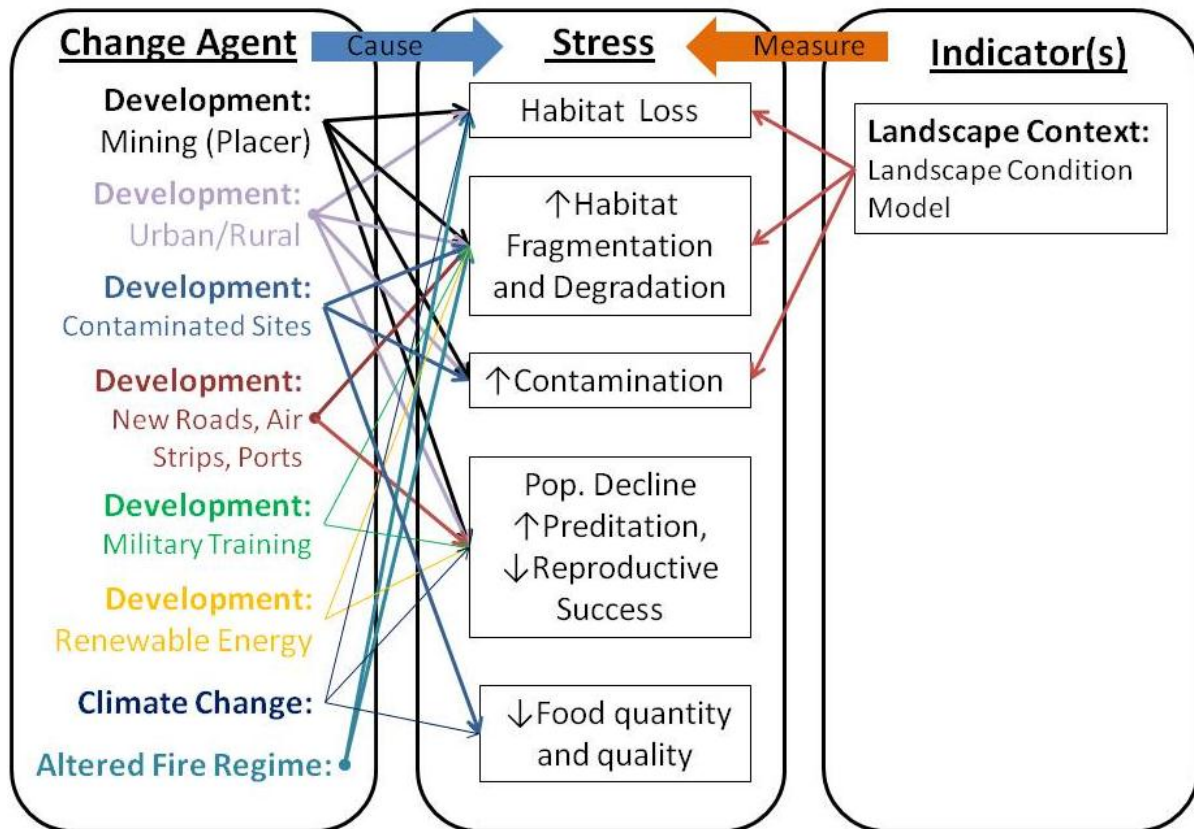 Change Agent
Cause
Stress
Measure
Indicator(s)
Development:
Mining (Placer)
Development:
Urban/Rural
Development:
Contaminated Sites
Development:
New Roads, Air
Strips, Ports
Development:
Military Training
Development:
Renewable Energy
Climate Change:
Altered Fire Regime:
Habitat Loss
↑Habitat
Fragmentation
and Degradation
↑Contamination
Pop. Decline
↑Preditation,
↓Reproductive
Success
↓Food quantity
and quality
Landscape Context:
Landscape Condition
Model